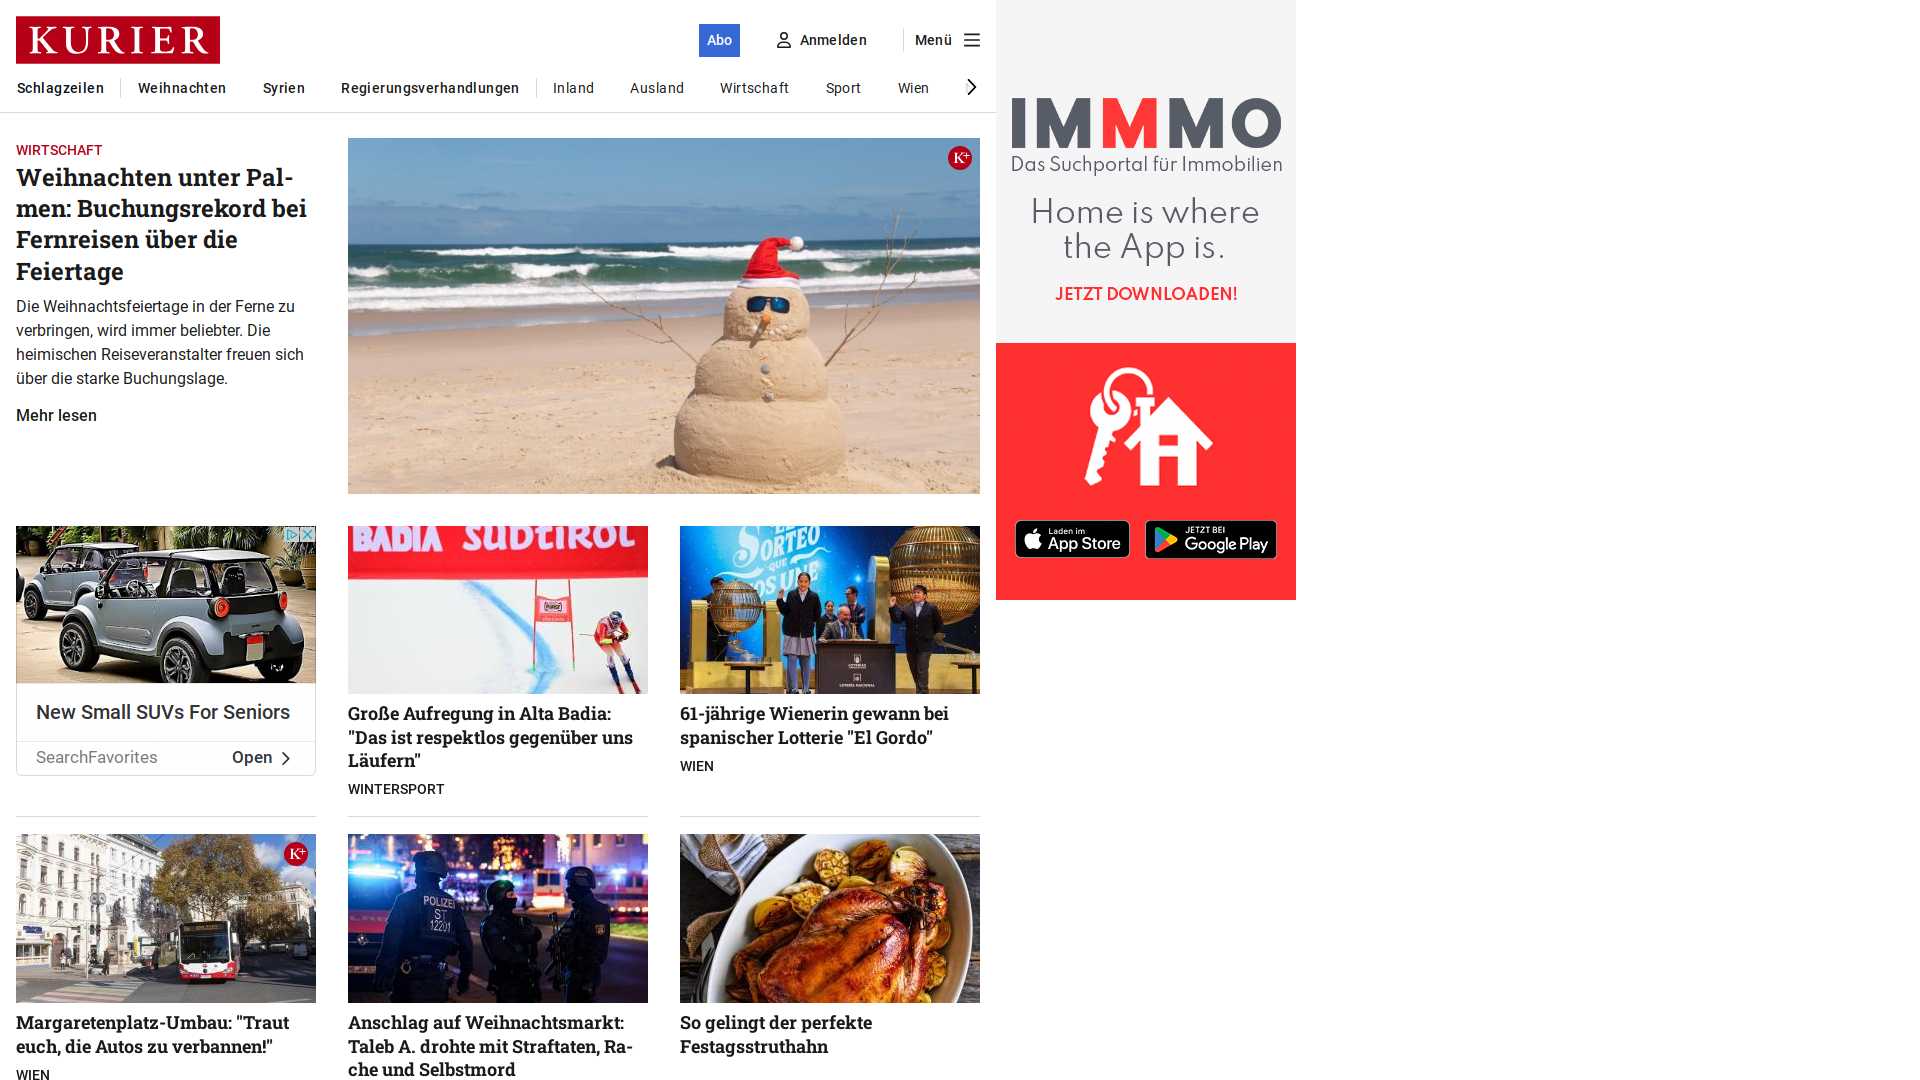 KURIER
Abo
Anmelden
Menü
Schlagzeilen
Weihnachten
Syrien
Regierungsverhandlungen
Inland
Ausland
Wirtschaft
Sport
Wien
WIRTSCHAFT
Weihnachten unter Pal-
men: Buchungsrekord bei
Fernreisen über die
Feiertage
Die Weihnachtsfeiertage in der Ferne zu
verbringen, wird immer beliebter. Die
heimischen Reiseveranstalter freuen sich
über die starke Buchungslage.
Mehr lesen
K+
IMMMO
Das Suchportal für Immobilien
Home is where
the App is.
JETZT DOWNLOADEN!
Laden im
App Store
JETZT BEI
Google Play
New Small SUVs For Seniors
SearchFavorites
Open
BADIA SÜDTIROL
Große Aufregung in Alta Badia:
"Das ist respektlos gegenüber uns
Läufern"
WINTERSPORT
SORTEO
QUE
NOS UNE
61-jährige Wienerin gewann bei
spanischer Lotterie "El Gordo"
WIEN
K+
Margaretenplatz-Umbau: "Traut
euch, die Autos zu verbannen!"
WIEN
POLIZEI
ST
12201
Anschlag auf Weihnachtsmarkt:
Taleb A. drohte mit Straftaten, Ra-
che und Selbstmord
So gelingt der perfekte
Festagsstruthahn